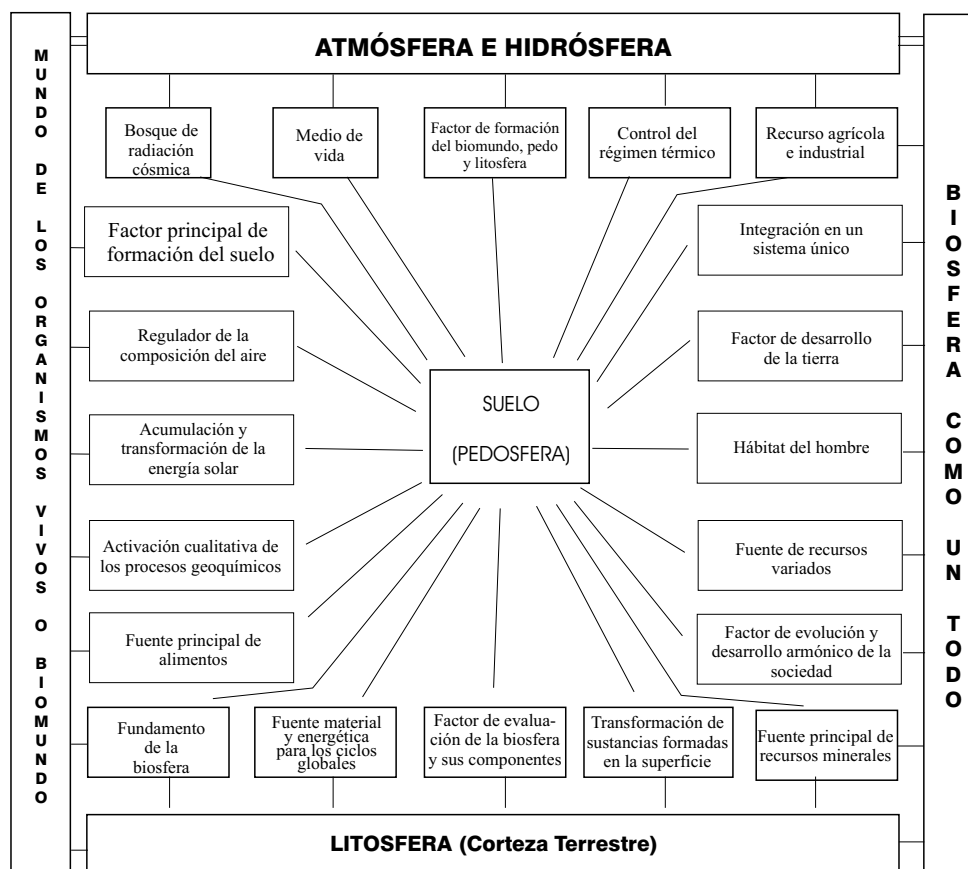 ATMÓSFERA E HIDRÓSFERA
MUNDO DE LOS ORGANISMOS VIVOS O BIOMUNDO
BIOSFERA COMO UN TODO
Bosque de
radiación
cósmica
Medio de
vida
Factor de formación
del biomundo, pedo
y litosfera
Control del
régimen térmico
Recurso agrícola
e industrial
Factor principal de
formación del suelo
Integración en un
sistema único
Regulador de la
composición del aire
Factor de desarrollo
de la tierra
SUELO
(PEDOSFERA)
Acumulación y
transformación de la
energía solar
Hábitat del hombre
Activación cualitativa de
los procesos geoquímicos
Fuente de recursos
variados
Fuente principal de
alimentos
Factor de evolución y
desarrollo armónico de la
sociedad
Fundamento
de la
biosfera
Fuente material
y energética
para los ciclos
globales
Factor de evalua-
ción de la biosfera
y sus componentes
Transformación de
sustancias formadas
en la superficie
Fuente principal de
recursos minerales
LITOSFERA (Corteza Terrestre)